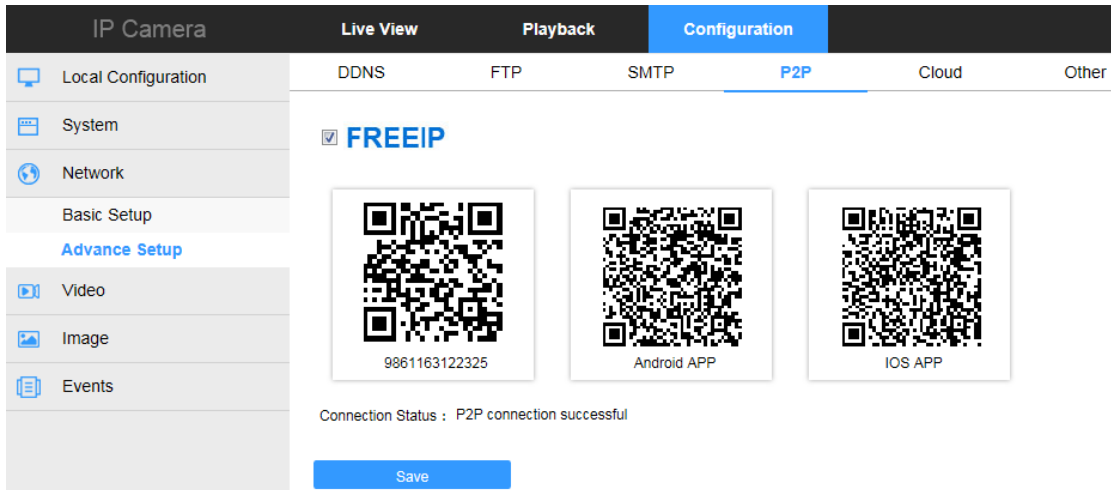 IP Camera
Live View
Playback
Configuration
Local Configuration
System
Network
Basic Setup
Advance Setup
Video
Image
Events
DDNS
FTP
SMTP
P2P
Cloud
Other
FREEIP
9861163122325
Android APP
IOS APP
Connection Status : P2P connection successful
Save